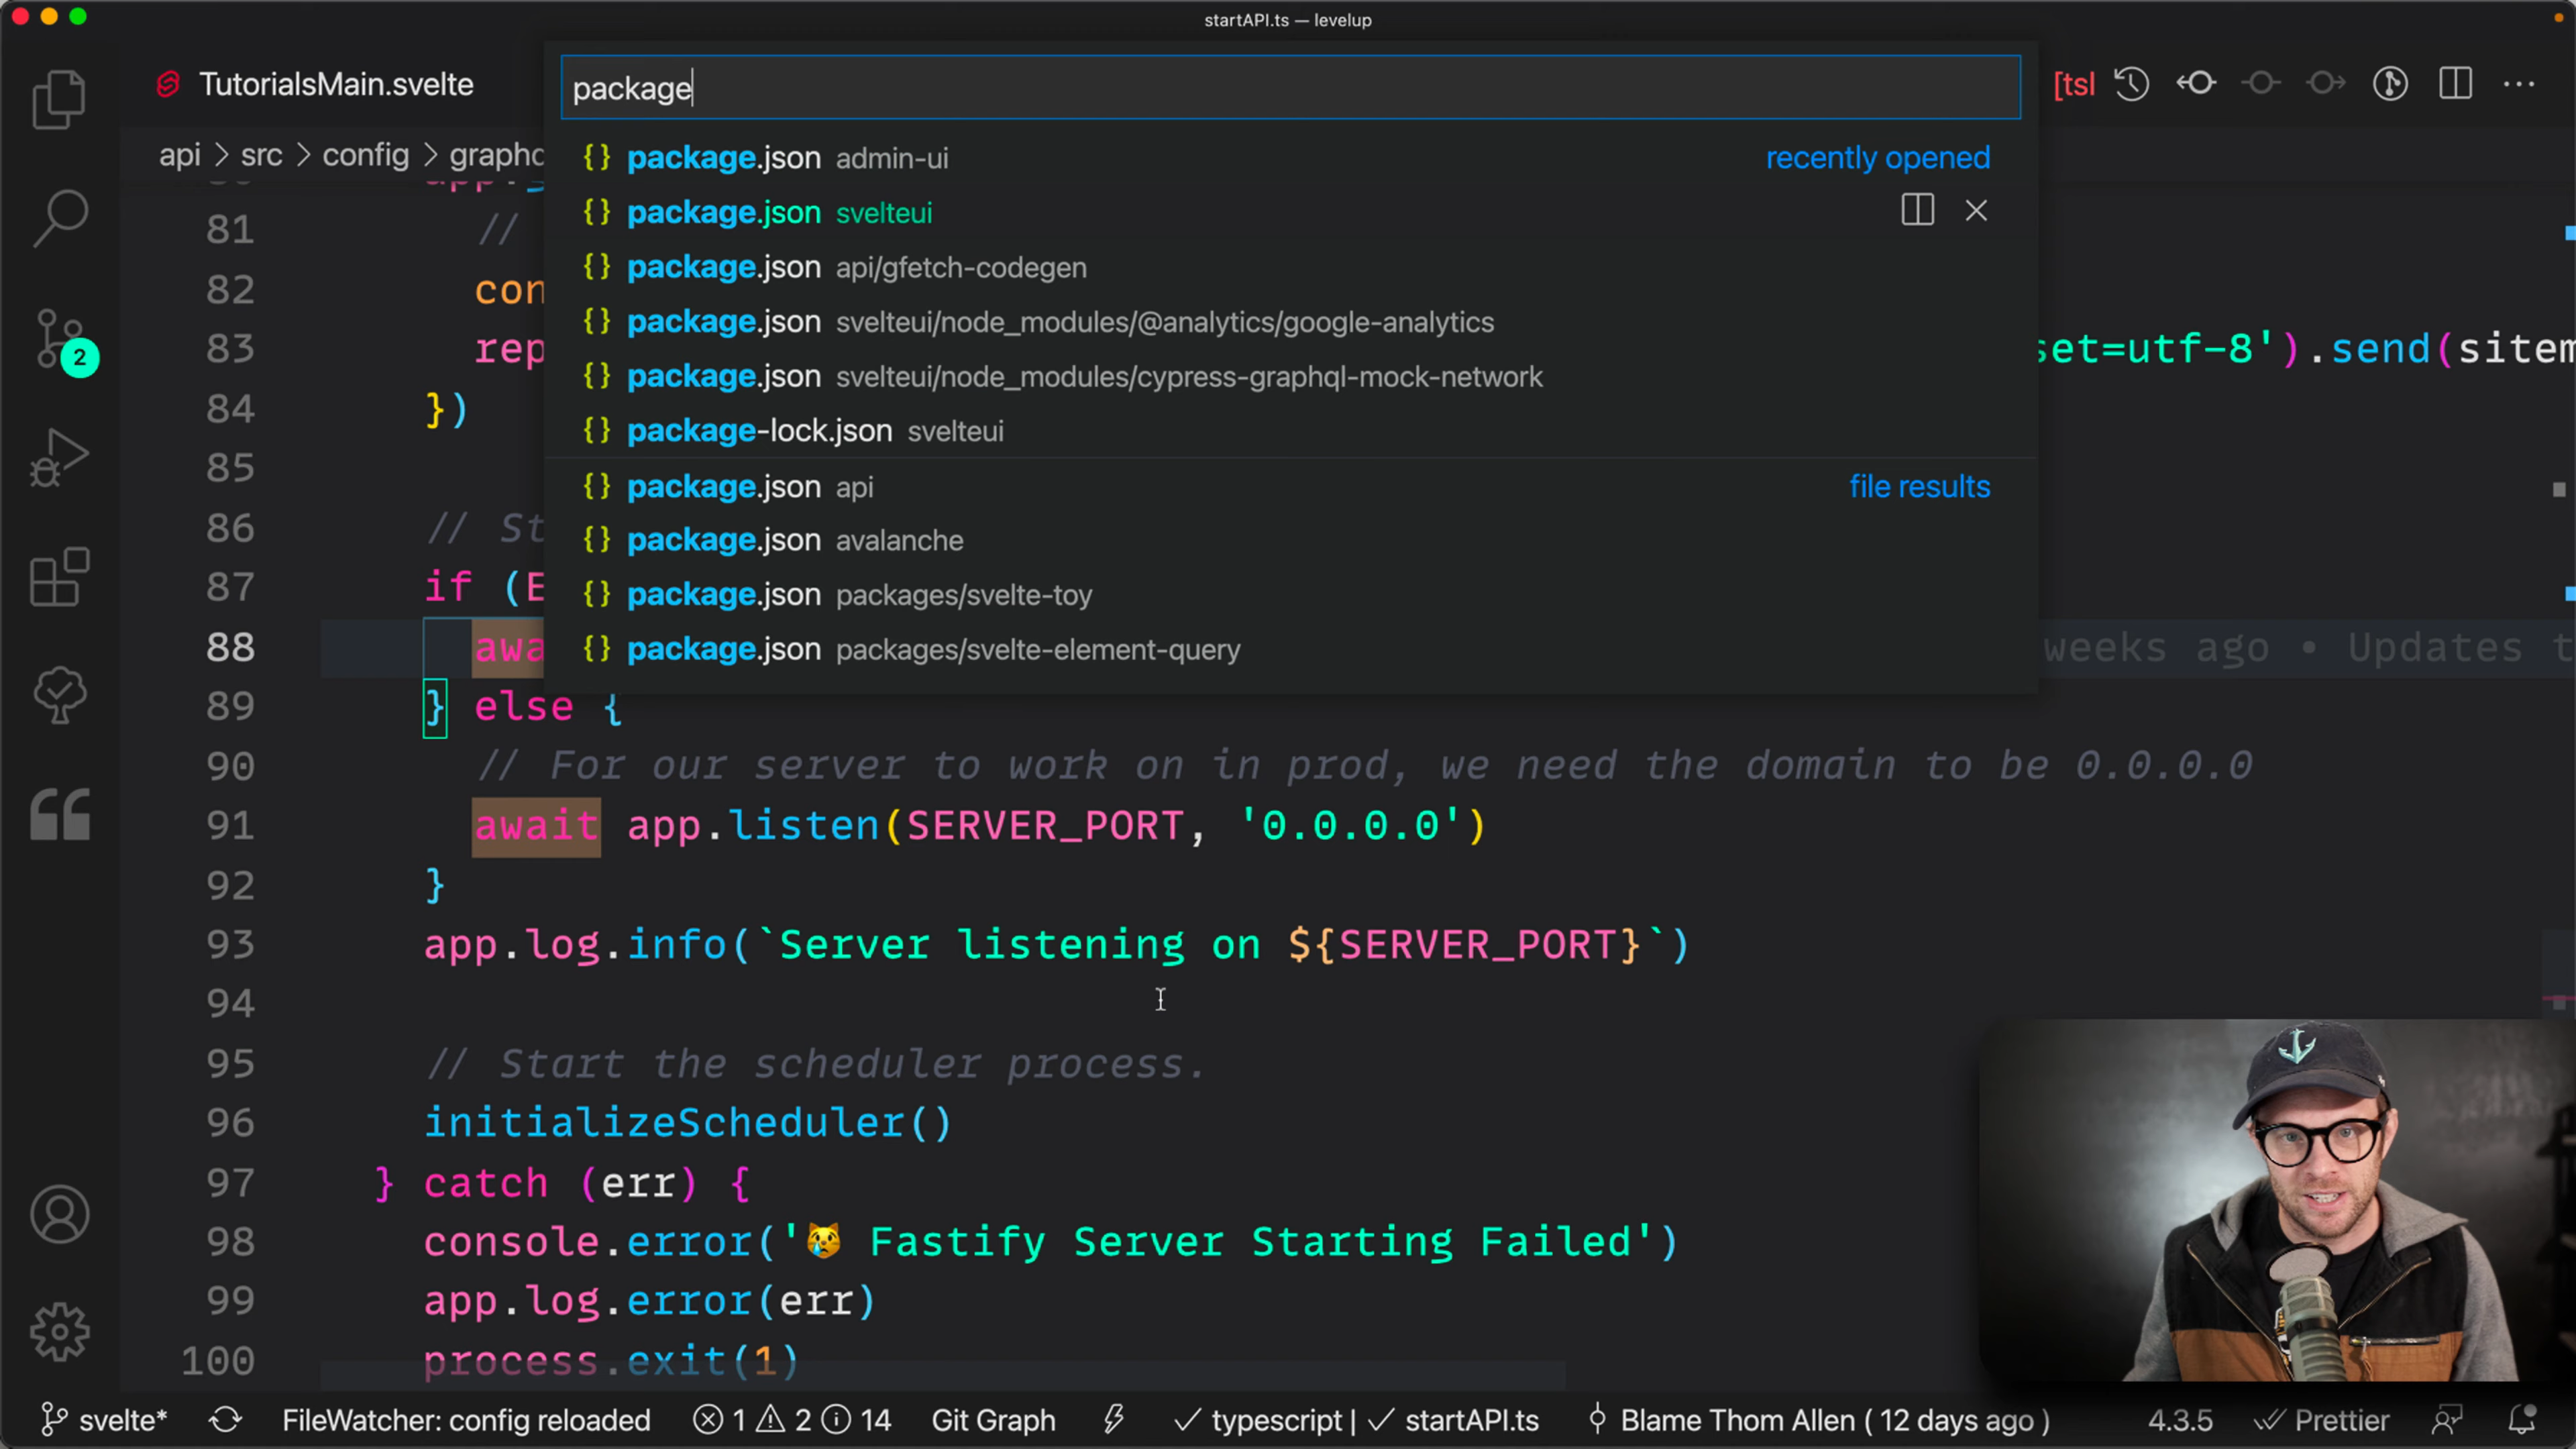 startAPI.ts — levelup
TutorialsMain.svelte
package
[tsl
api > src > config > graphq
package.json admin-ui recently opened
package.json svelteui
package.json api/gfetch-codegen
package.json svelteui/node_modules/@analytics/google-analytics
package.json svelteui/node_modules/cypress-graphql-mock-network
package-lock.json svelteui
package.json api file results
package.json avalanche
package.json packages/svelte-toy
package.json packages/svelte-element-query
81 //
82 con
83 rep set=utf-8').send(sitem
84 })
85
86 // St
87 if (E
88 awa weeks ago • Updates t
89 } else {
90 // For our server to work on in prod, we need the domain to be 0.0.0.0
91 await app.listen(SERVER_PORT, '0.0.0.0')
92 }
93 app.log.info(`Server listening on ${SERVER_PORT}`)
94
95 // Start the scheduler process.
96 initializeScheduler()
97 } catch (err) {
98 console.error('😿 Fastify Server Starting Failed')
99 app.log.error(err)
100 process.exit(1)
2
svelte* FileWatcher: config reloaded 1 2 14 Git Graph typescript | startAPI.ts Blame Thom Allen ( 12 days ago ) 4.3.5 Prettier